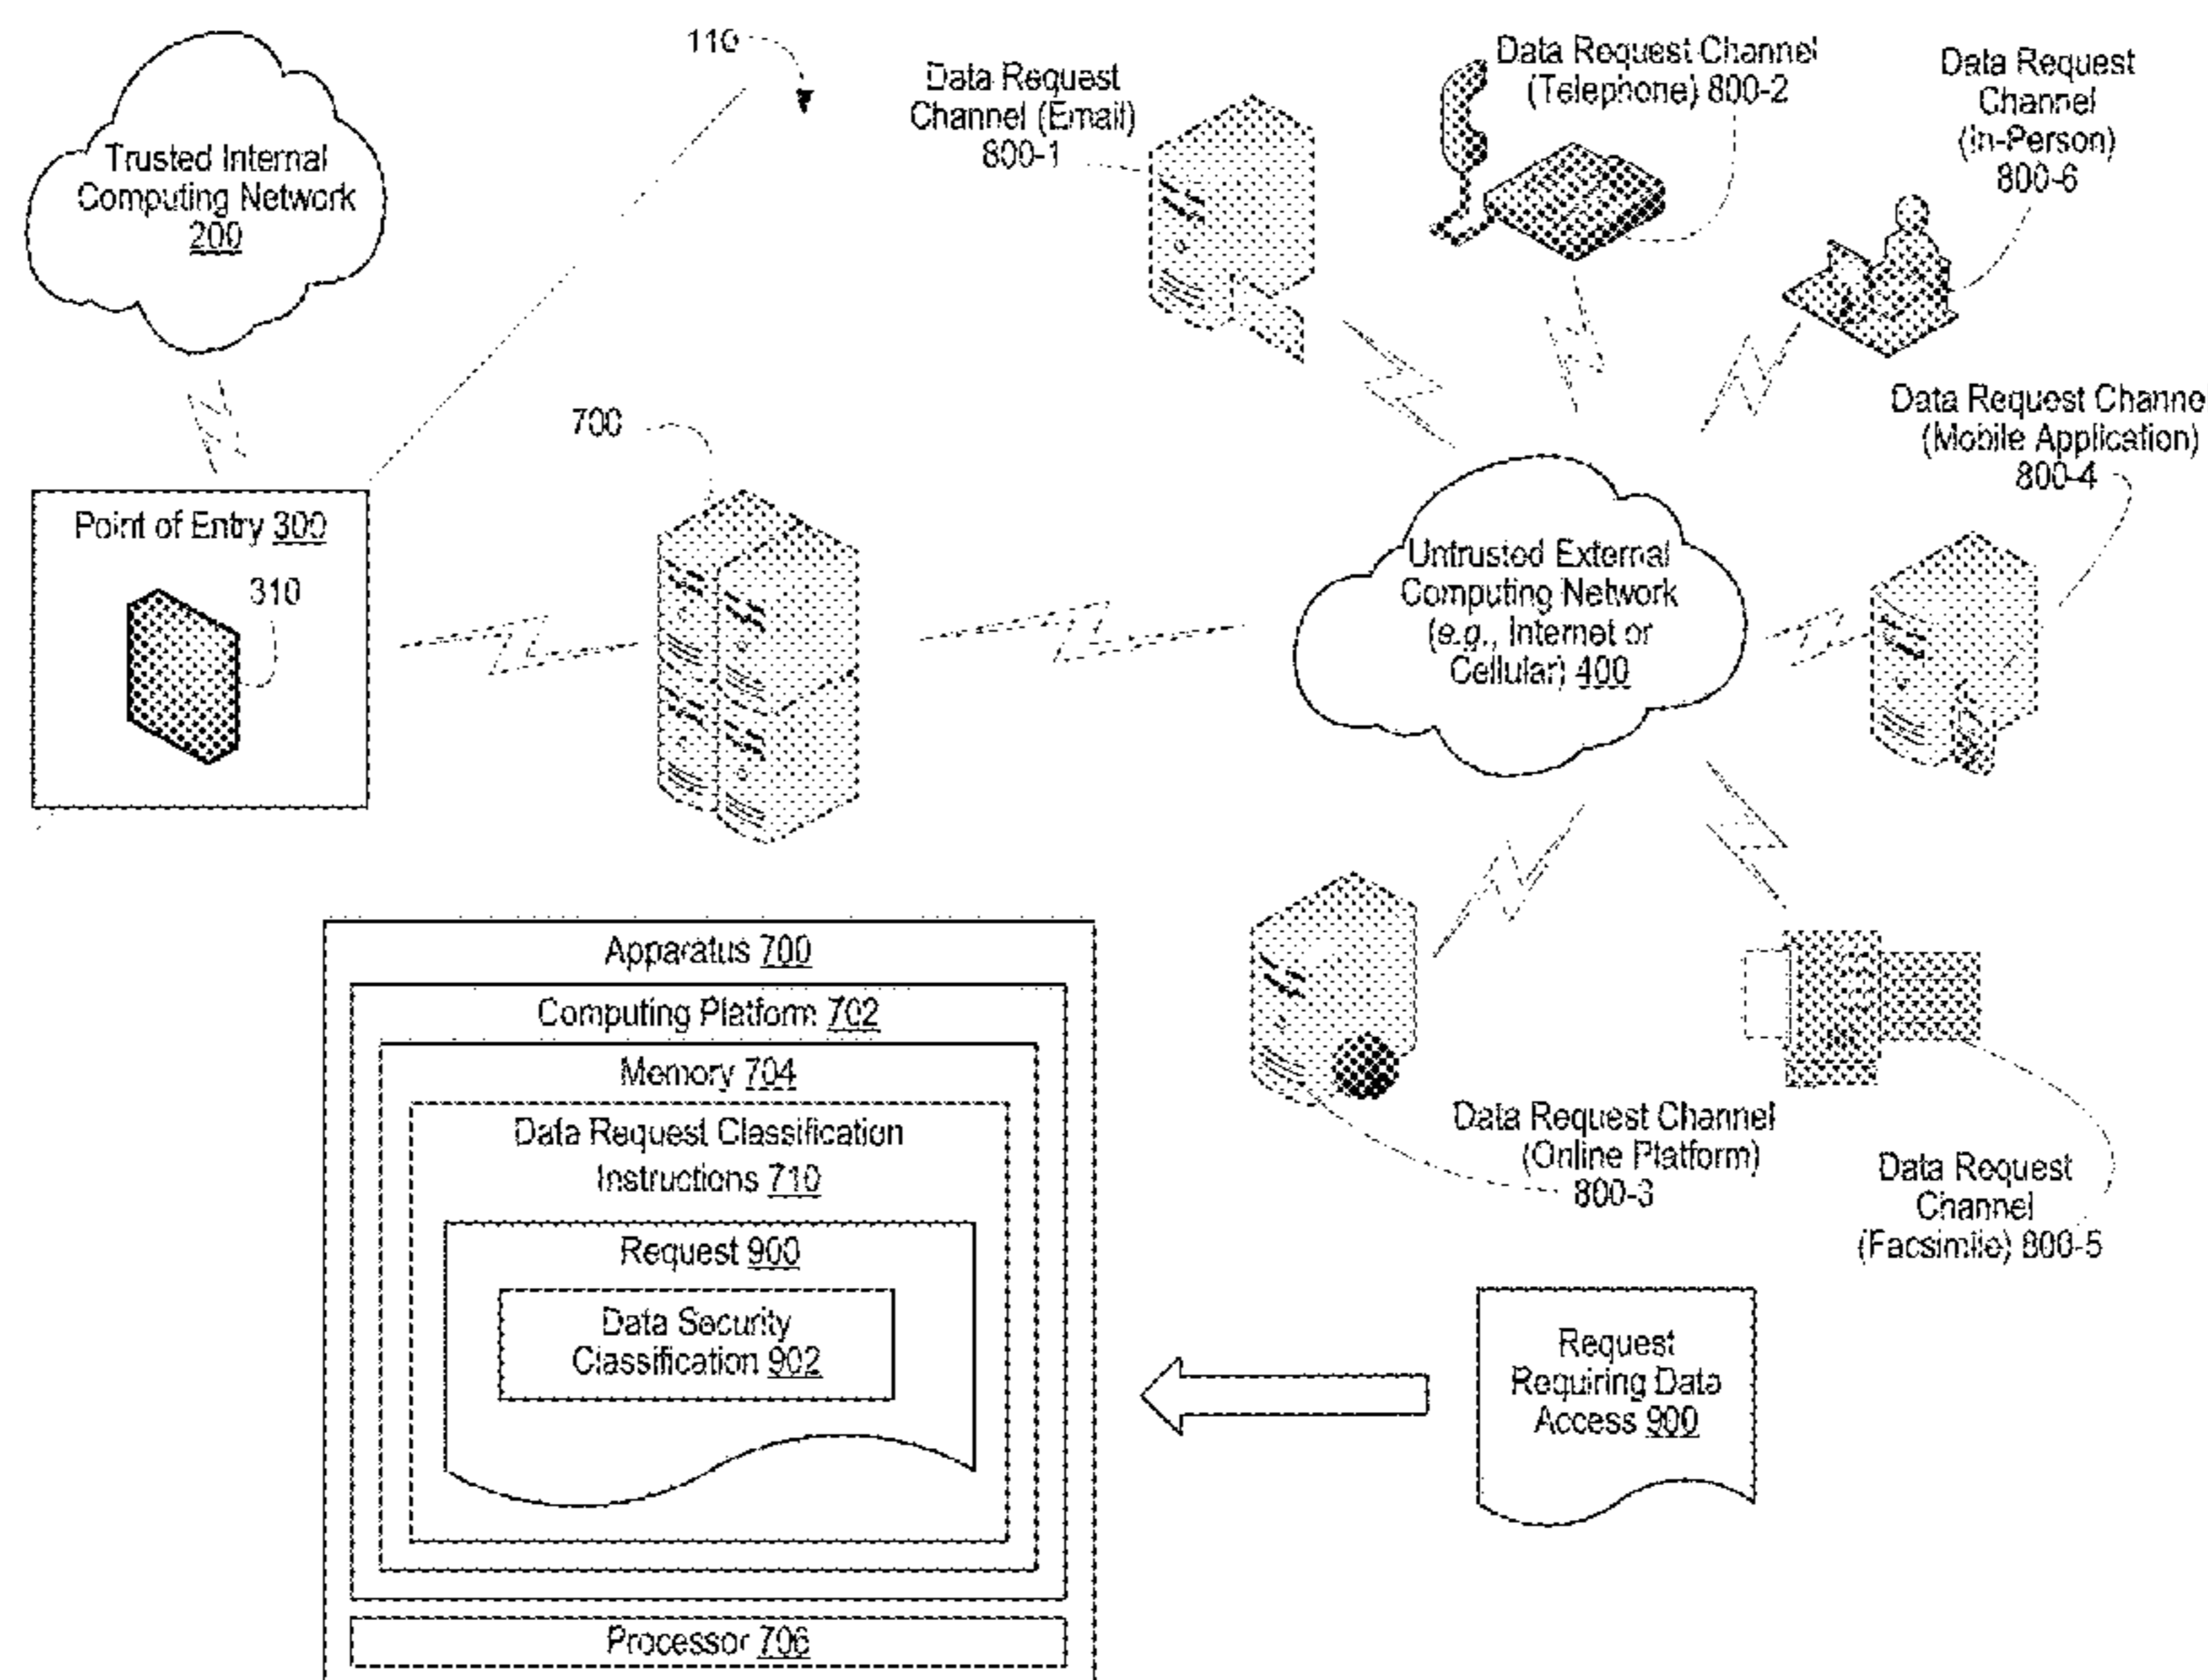 110
Trusted Internal
Computing Network
200
Data Request
Channel (Email)
800-1
Data Request Channel
(Telephone) 800-2
Data Request
Channel
(In-Person)
800-6
Data Request Channe
(Mobile Application)
800-4
700
Point of Entry 300
310
Untrusted External
Computing Network
(e.g., Internet or
Cellular) 400
Data Request Channel
(Online Platform)
800-3
Data Request
Channel
(Facsimile) 800-5
Apparatus 700
Computing Platform 702
Memory 704
Data Request Classification
Instructions 710
Request 900
Data Security
Classification 902
Processor 706
Request
Requiring Data
Access 900